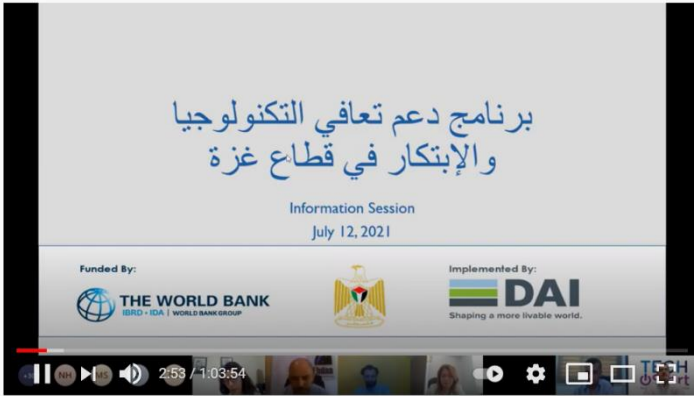 برنامج دعم تعافي التكنولوجيا
والإبتكار في قطاع غزة
Information Session
July 12, 2021
Funded By:
THE WORLD BANK
IBRD • IDA | WORLD BANK GROUP
Implemented By:
DAI
Shaping a more livable world.
NH
MS
2:53 / 1:03:54
TECH